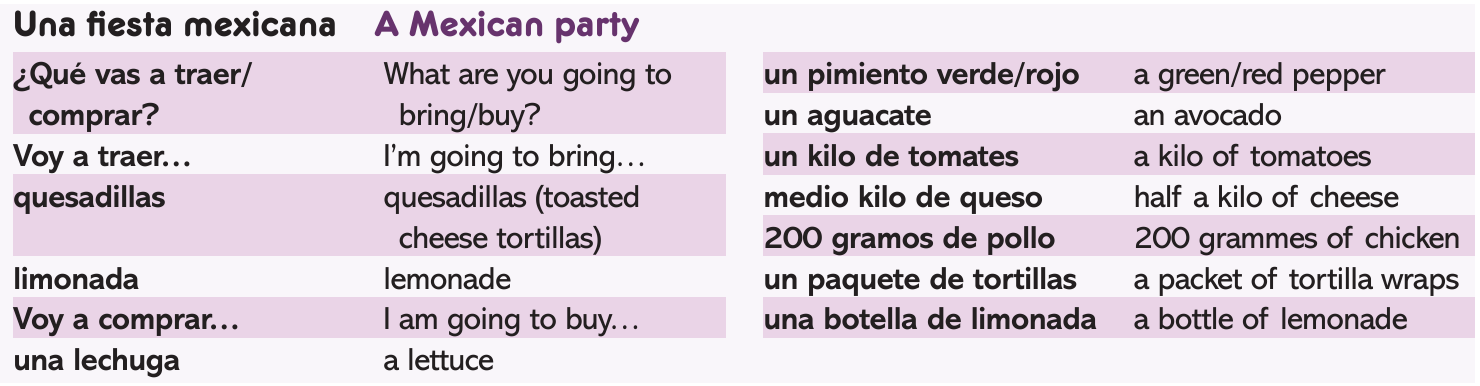 Una fiesta mexicana A Mexican party
¿Qué vas a traer/ What are you going to
comprar? bring/buy?
Voy a traer… I'm going to bring…
quesadillas quesadillas (toasted
cheese tortillas)
limonada lemonade
Voy a comprar… I am going to buy…
una lechuga a lettuce
un pimiento verde/rojo a green/red pepper
un aguacate an avocado
un kilo de tomates a kilo of tomatoes
medio kilo de queso half a kilo of cheese
200 gramos de pollo 200 grammes of chicken
un paquete de tortillas a packet of tortilla wraps
una botella de limonada a bottle of lemonade